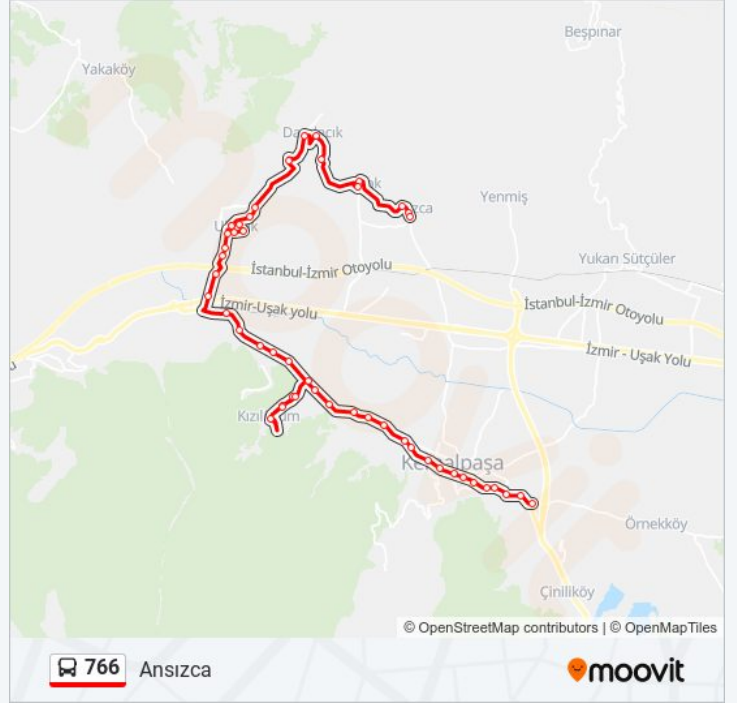 Beşpınar
Yakaköy
Yenmiş
Yukarı Sütçüler
İstanbul-İzmir Otoyolu
İstanbul-İzmir Otoyolu
İzmir-Uşak yolu
İzmir - Uşak Yolu
Örnekköy
Çiniliköy
© OpenStreetMap contributors | © OpenMapTiles
766 Ansızca
moovit